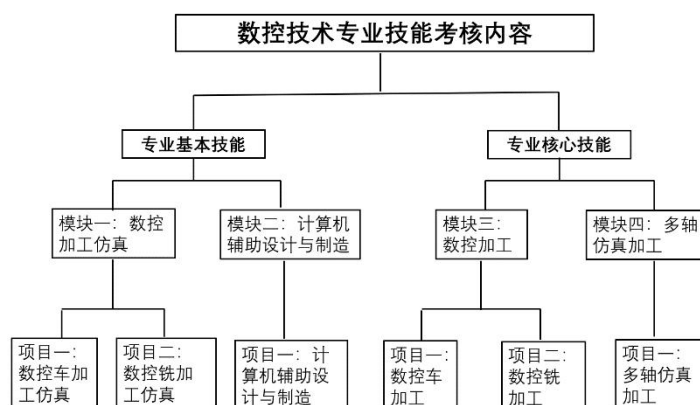 数控技术专业技能考核内容
专业基本技能
专业核心技能
模块一：数控
加工仿真
模块二：计算机
辅助设计与制造
模块三：
数控加工
模块四：多轴
仿真加工
项目一：
数控车加
工仿真
项目二：
数控铣加
工仿真
项目一：计
算机辅助设
计与制造
项目一：
数控车
加工
项目二：
数控铣
加工
项目一：
多轴仿真
加工